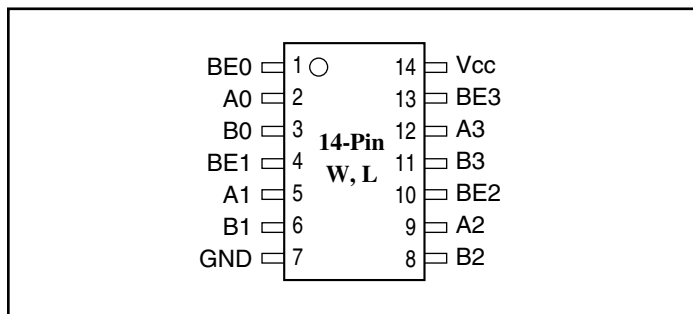 BE0 1 14 Vcc
A0 2 13 BE3
B0 3 12 A3
14-Pin
BE1 4 11 B3
W, L
A1 5 10 BE2
B1 6 9 A2
GND 7 8 B2